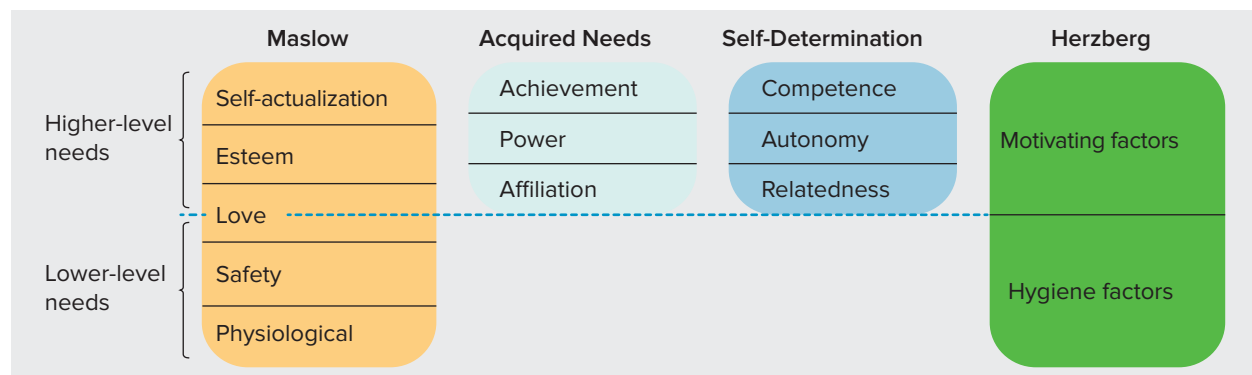 Maslow
Acquired Needs
Self-Determination
Herzberg
Higher-level
needs
Lower-level
needs
Self-actualization
Esteem
Love
Safety
Physiological
Achievement
Power
Affiliation
Competence
Autonomy
Relatedness
Motivating factors
Hygiene factors